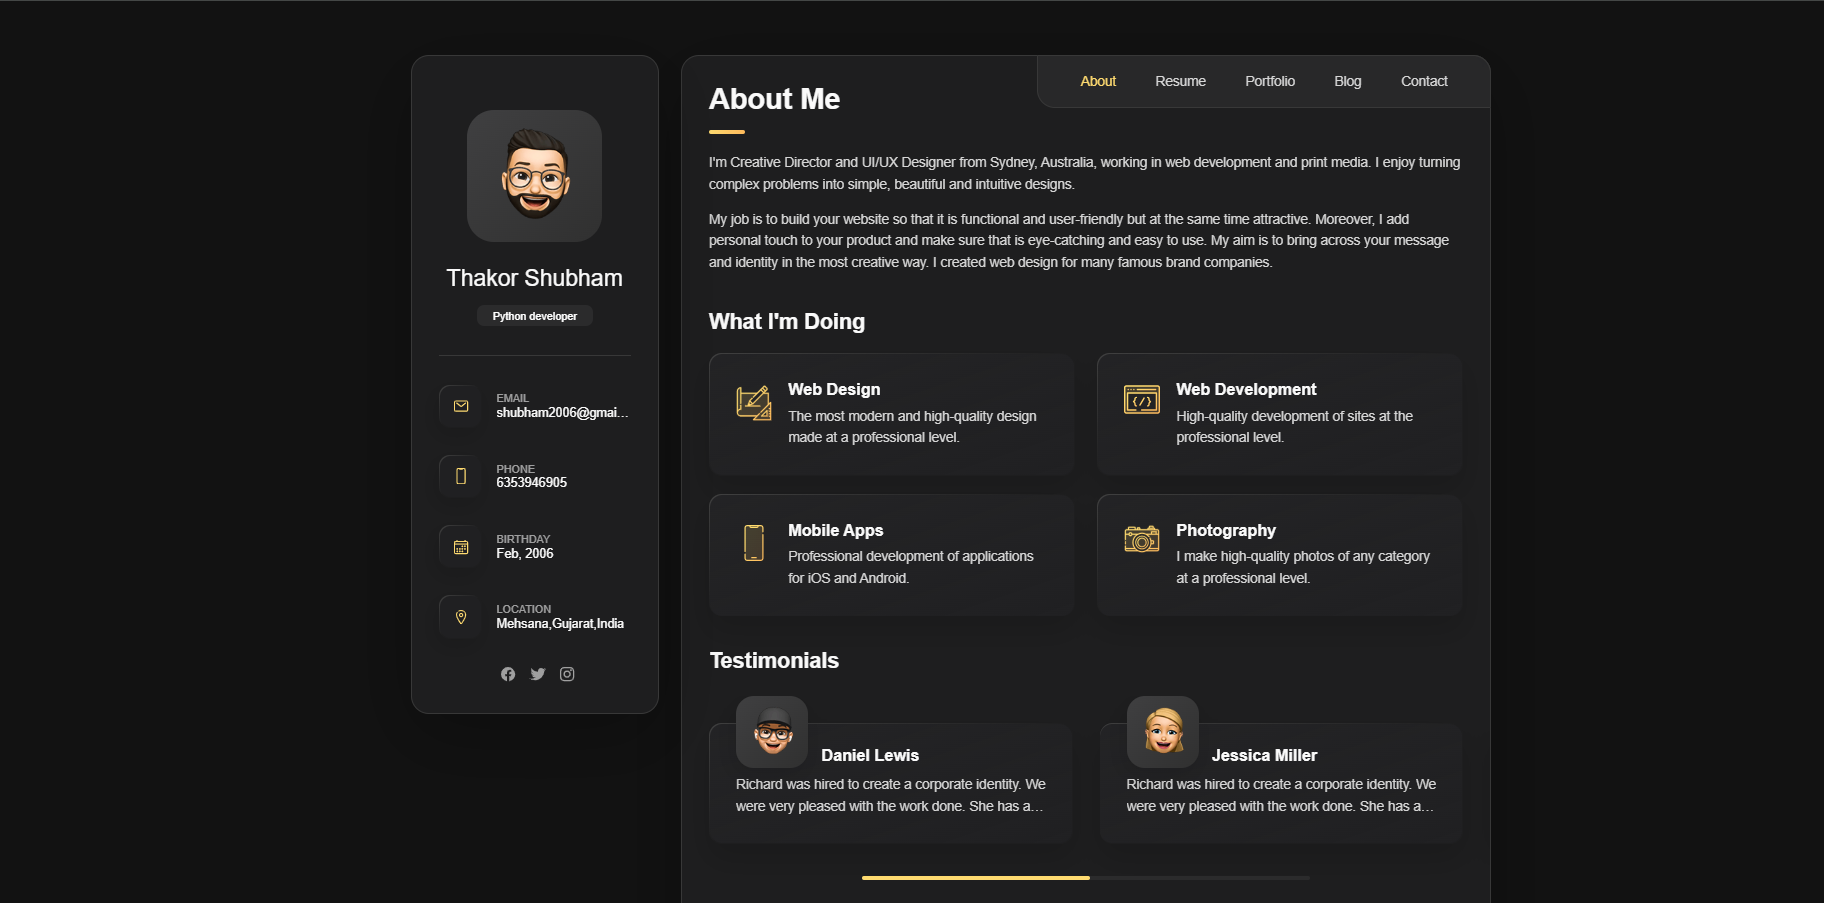 Thakor Shubham
Python developer
EMAIL
shubham2006@gmai...
PHONE
6353946905
BIRTHDAY
Feb, 2006
LOCATION
Mehsana,Gujarat,India
About Resume Portfolio Blog Contact
About Me
I'm Creative Director and UI/UX Designer from Sydney, Australia, working in web development and print media. I enjoy turning
complex problems into simple, beautiful and intuitive designs.
My job is to build your website so that it is functional and user-friendly but at the same time attractive. Moreover, I add
personal touch to your product and make sure that is eye-catching and easy to use. My aim is to bring across your message
and identity in the most creative way. I created web design for many famous brand companies.
What I'm Doing
Web Design
The most modern and high-quality design
made at a professional level.
Web Development
High-quality development of sites at the
professional level.
Mobile Apps
Professional development of applications
for iOS and Android.
Photography
I make high-quality photos of any category
at a professional level.
Testimonials
Daniel Lewis
Richard was hired to create a corporate identity. We
were very pleased with the work done. She has a...
Jessica Miller
Richard was hired to create a corporate identity. We
were very pleased with the work done. She has a...